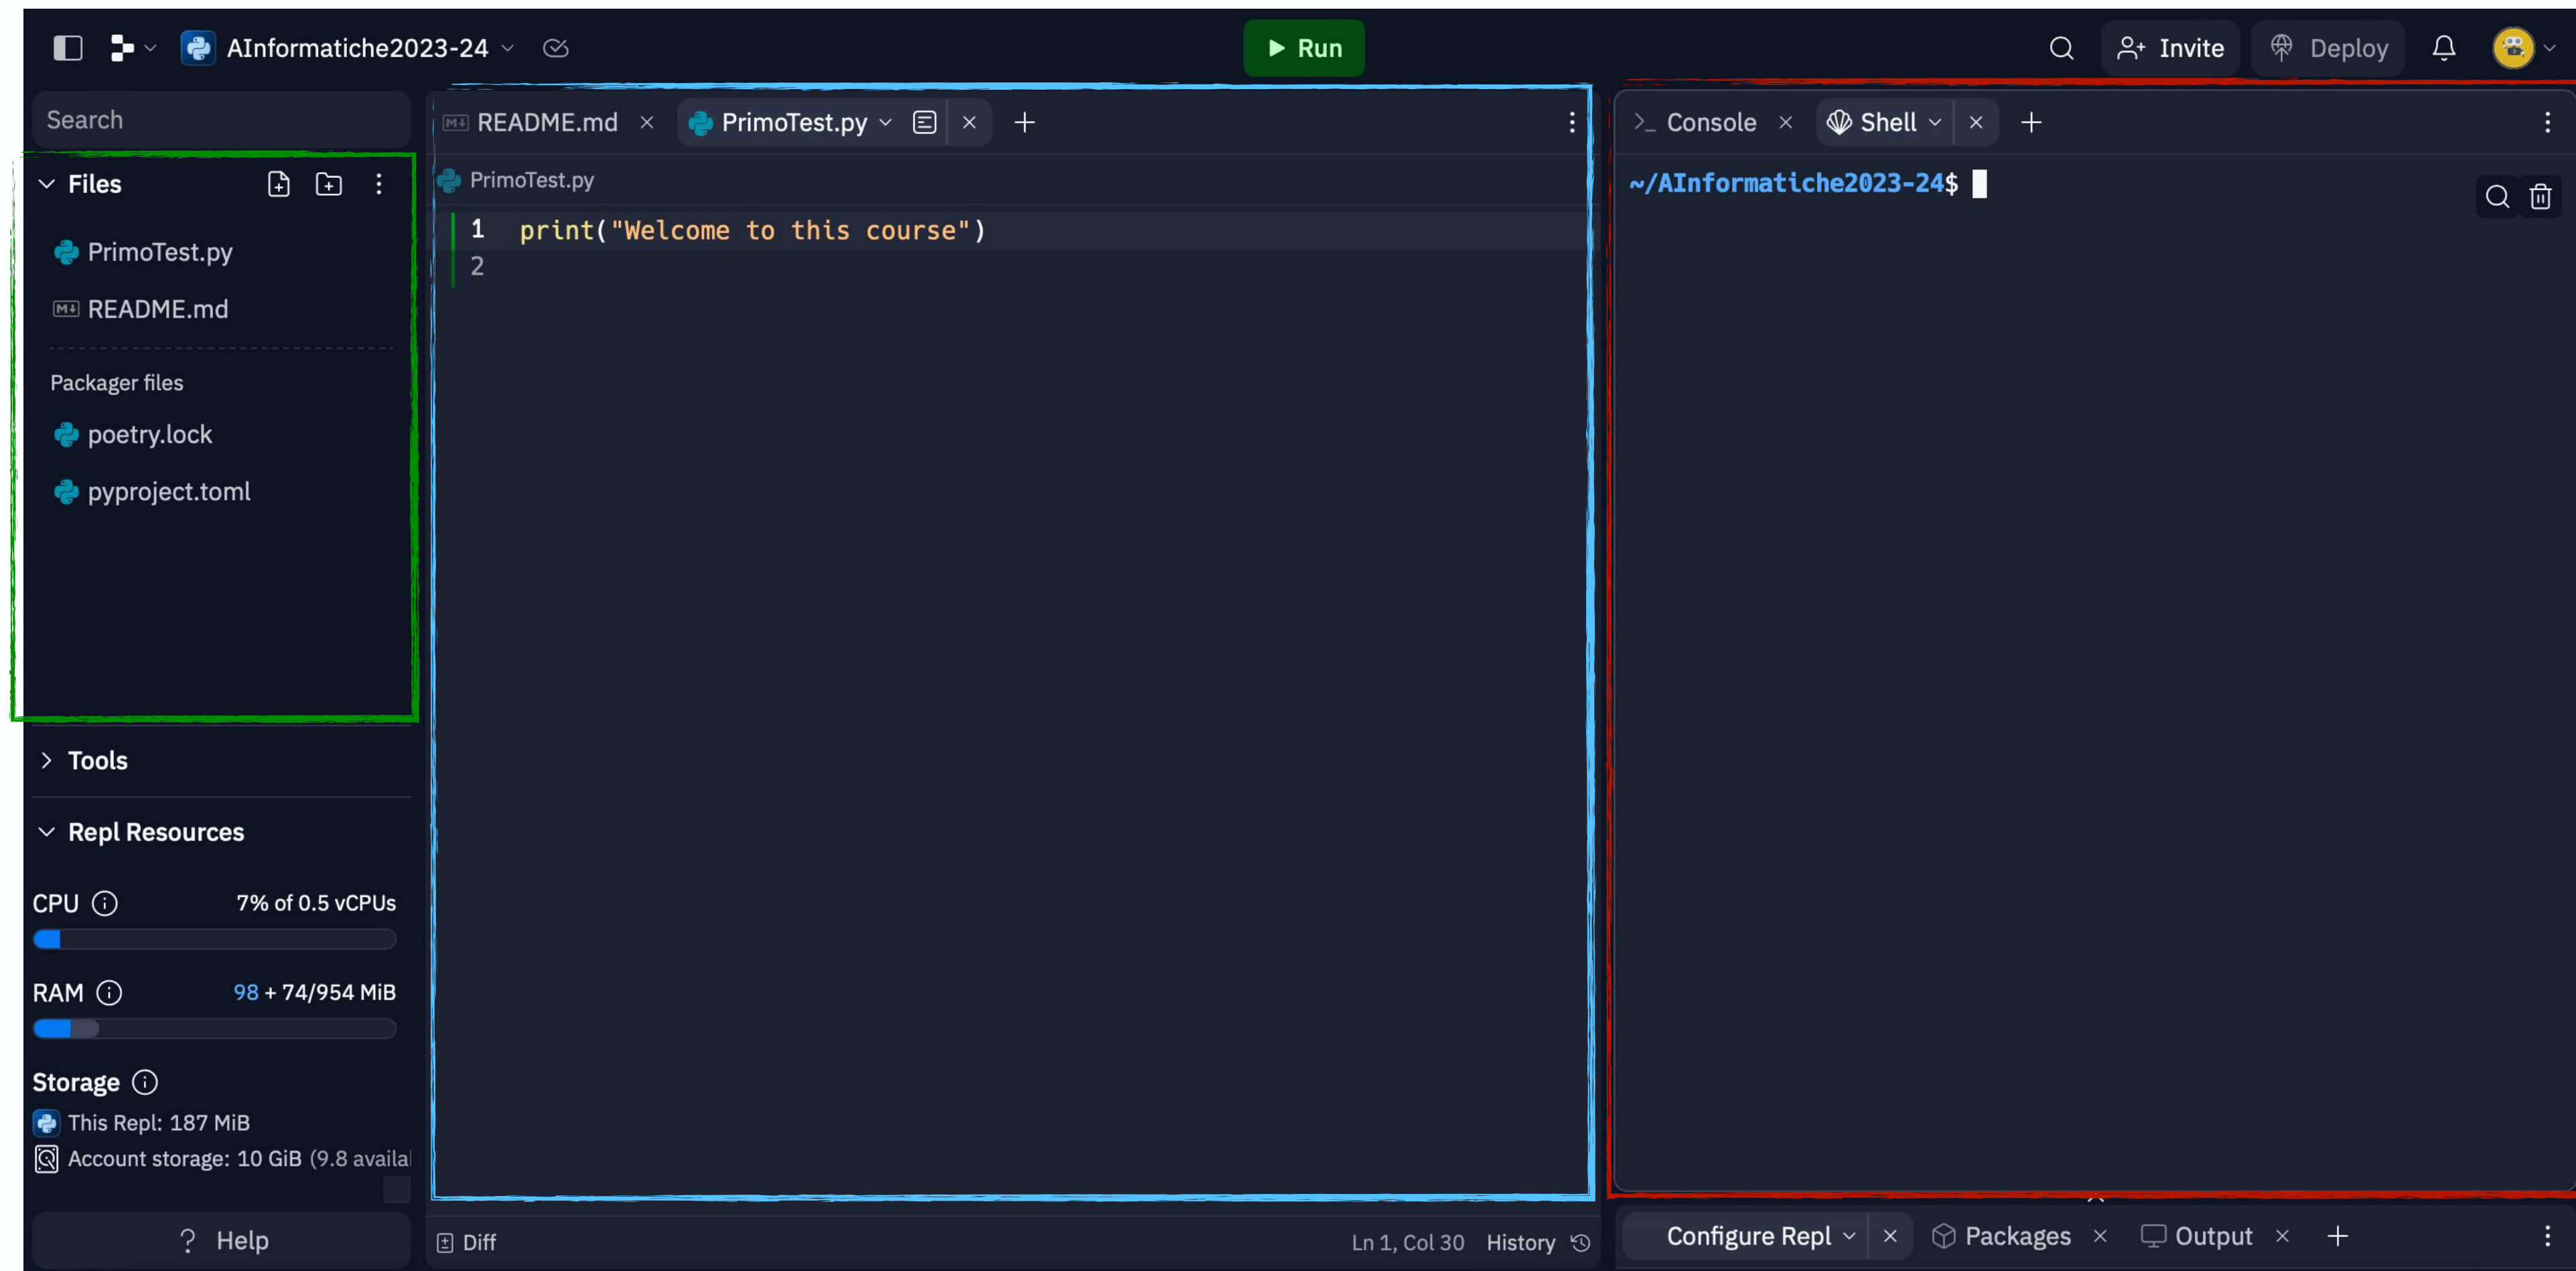 AInformatiche2023-24
Run
Invite
Deploy
Search
Files
PrimoTest.py
README.md
Packager files
poetry.lock
pyproject.toml
Tools
Repl Resources
CPU 7% of 0.5 vCPUs
RAM 98 + 74/954 MiB
Storage
This Repl: 187 MiB
Account storage: 10 GiB (9.8 availa
? Help
README.md PrimoTest.py
PrimoTest.py
1 print("Welcome to this course")
2
Diff Ln 1, Col 30 History
>_ Console Shell
~/AInformatiche2023-24$
Configure Repl Packages Output